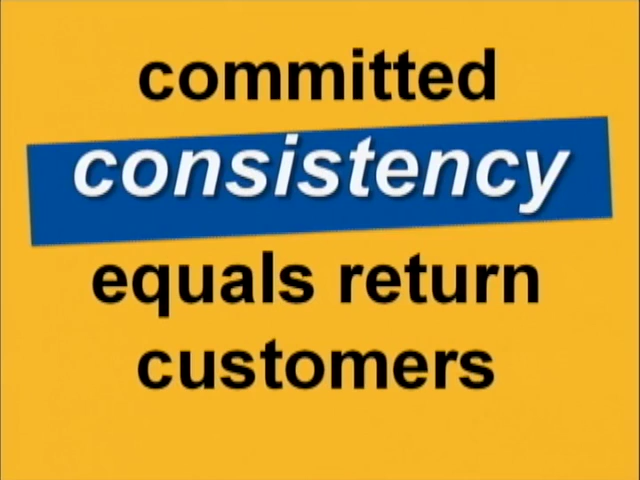 committed
consistency
equals return
customers